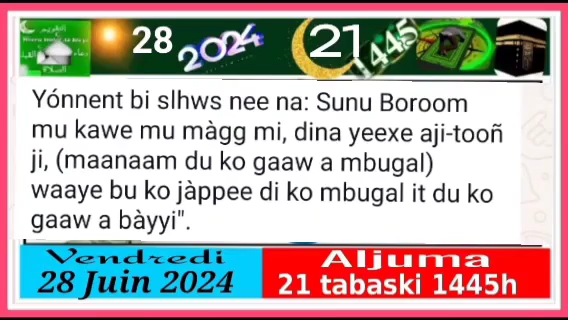 28
2024
21
1445
Yónnent bi slhws nee na: Sunu Boroom
mu kawe mu màgg mi, dina yeexe aji-tooñ
ji, (maanaam du ko gaaw a mbugal)
waaye bu ko jàppee di ko mbugal it du ko
gaaw a bàyyi".
Vendredi
28 Juin 2024
Aljuma
21 tabaski 1445h